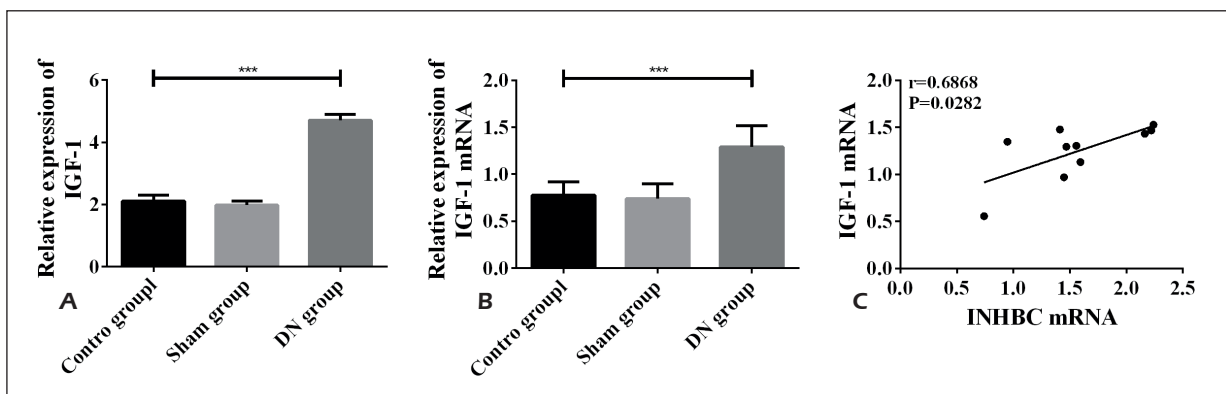 Relative expression of
IGF-1
6
4
2
0
***
Contro groupl
Sham group
DN group
A
Relative expression of
IGF-1 mRNA
2.0
1.5
1.0
0.5
0.0
***
Contro groupl
Sham group
DN group
B
IGF-1 mRNA
2.0
1.5
1.0
0.5
0.0
r=0.6868
P=0.0282
0.0 0.5 1.0 1.5 2.0 2.5
INHBC mRNA
C